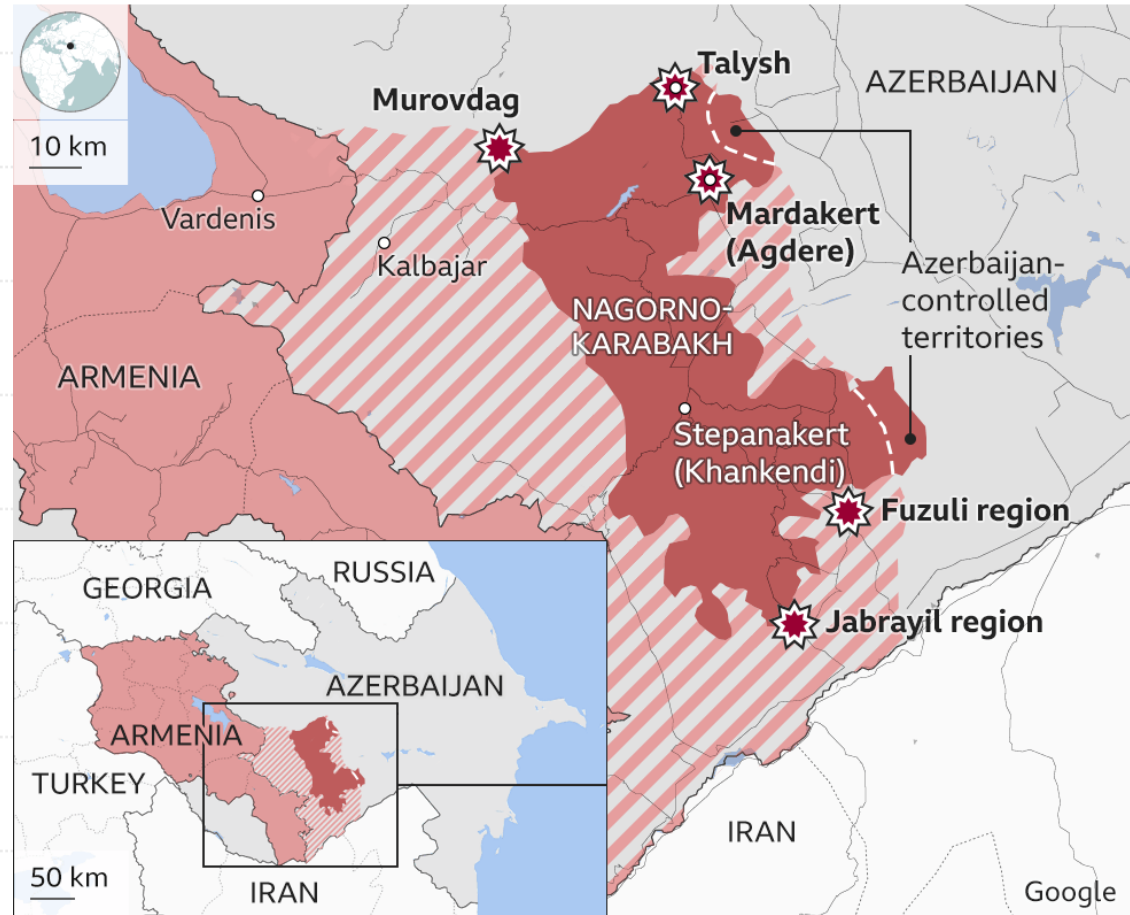 Talysh
AZERBAIJAN
Murovdag
10 km
Vardenis
Mardakert
(Agdere)
Kalbajar
Azerbaijan-
controlled
territories
NAGORNO-
KARABAKH
ARMENIA
Stepanakert
(Khankendi)
Fuzuli region
Jabrayil region
RUSSIA
GEORGIA
AZERBAIJAN
ARMENIA
TURKEY
IRAN
50 km
IRAN
Google